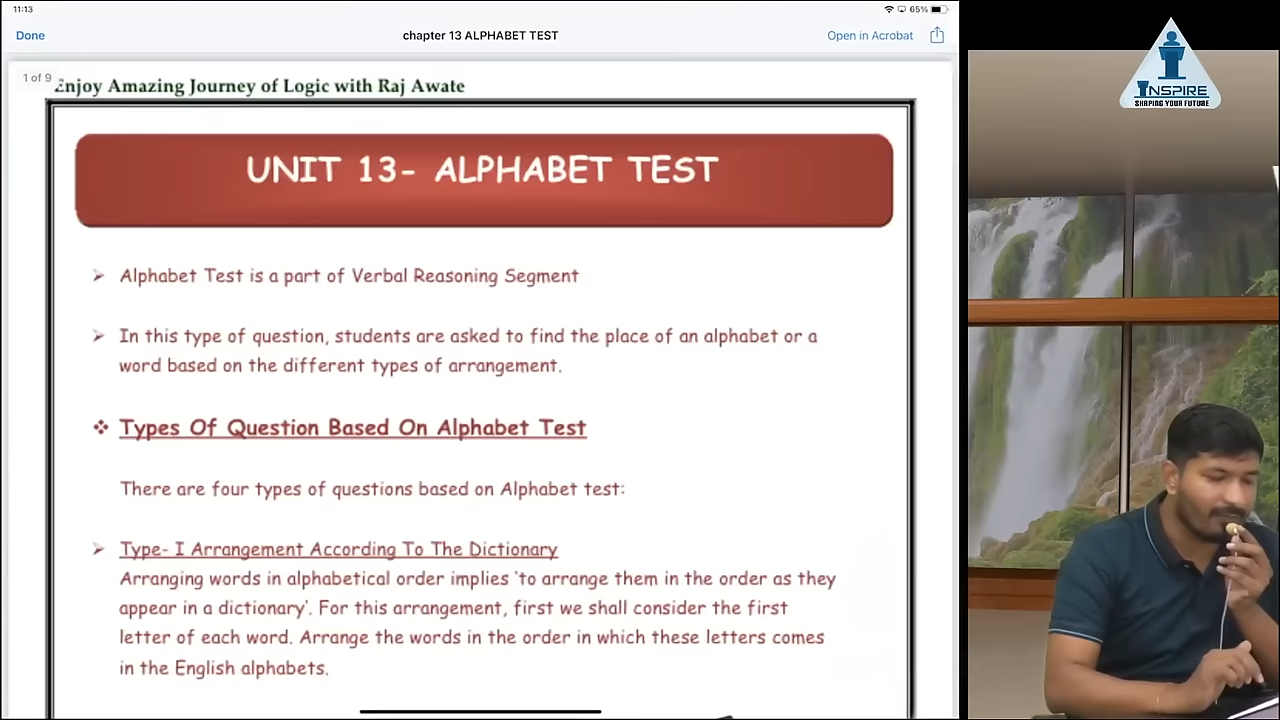 11:13
65%
Done
chapter 13 ALPHABET TEST
Open in Acrobat
1 of 9
Enjoy Amazing Journey of Logic with Raj Awate
UNIT 13- ALPHABET TEST
Alphabet Test is a part of Verbal Reasoning Segment
In this type of question, students are asked to find the place of an alphabet or a
word based on the different types of arrangement.
Types Of Question Based On Alphabet Test
There are four types of questions based on Alphabet test:
Type- I Arrangement According To The Dictionary
Arranging words in alphabetical order implies 'to arrange them in the order as they
appear in a dictionary'. For this arrangement, first we shall consider the first
letter of each word. Arrange the words in the order in which these letters comes
in the English alphabets.
INSPIRE
SHAPING YOUR FUTURE